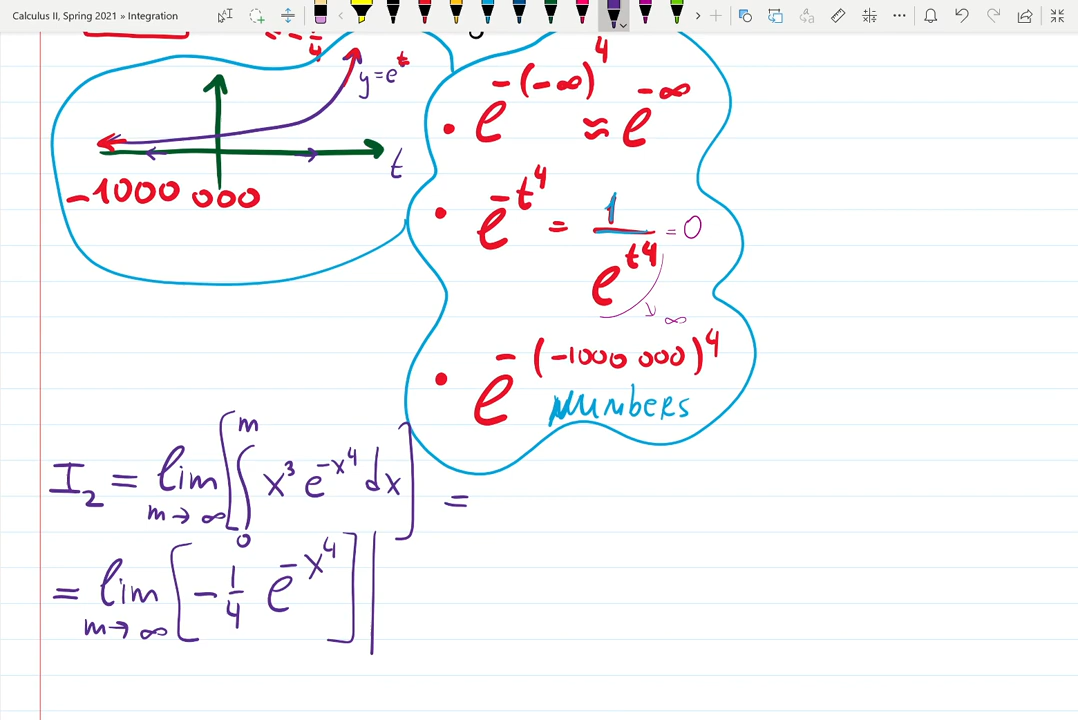 Calculus II, Spring 2021 » Integration
y=e^t
t
-1000 000
• e^{-(-∞)^4} ≈ e^{-∞}
• e^{-t^4} = 1/e^{t^4} = 0
→ ∞
• e^{-(-1000 000)^4}
NUMBERS
I_2 = lim_{m→∞} [∫_0^m x^3 e^{-x^4} dx] =
= lim_{m→∞} [-1/4 e^{-x^4}] |